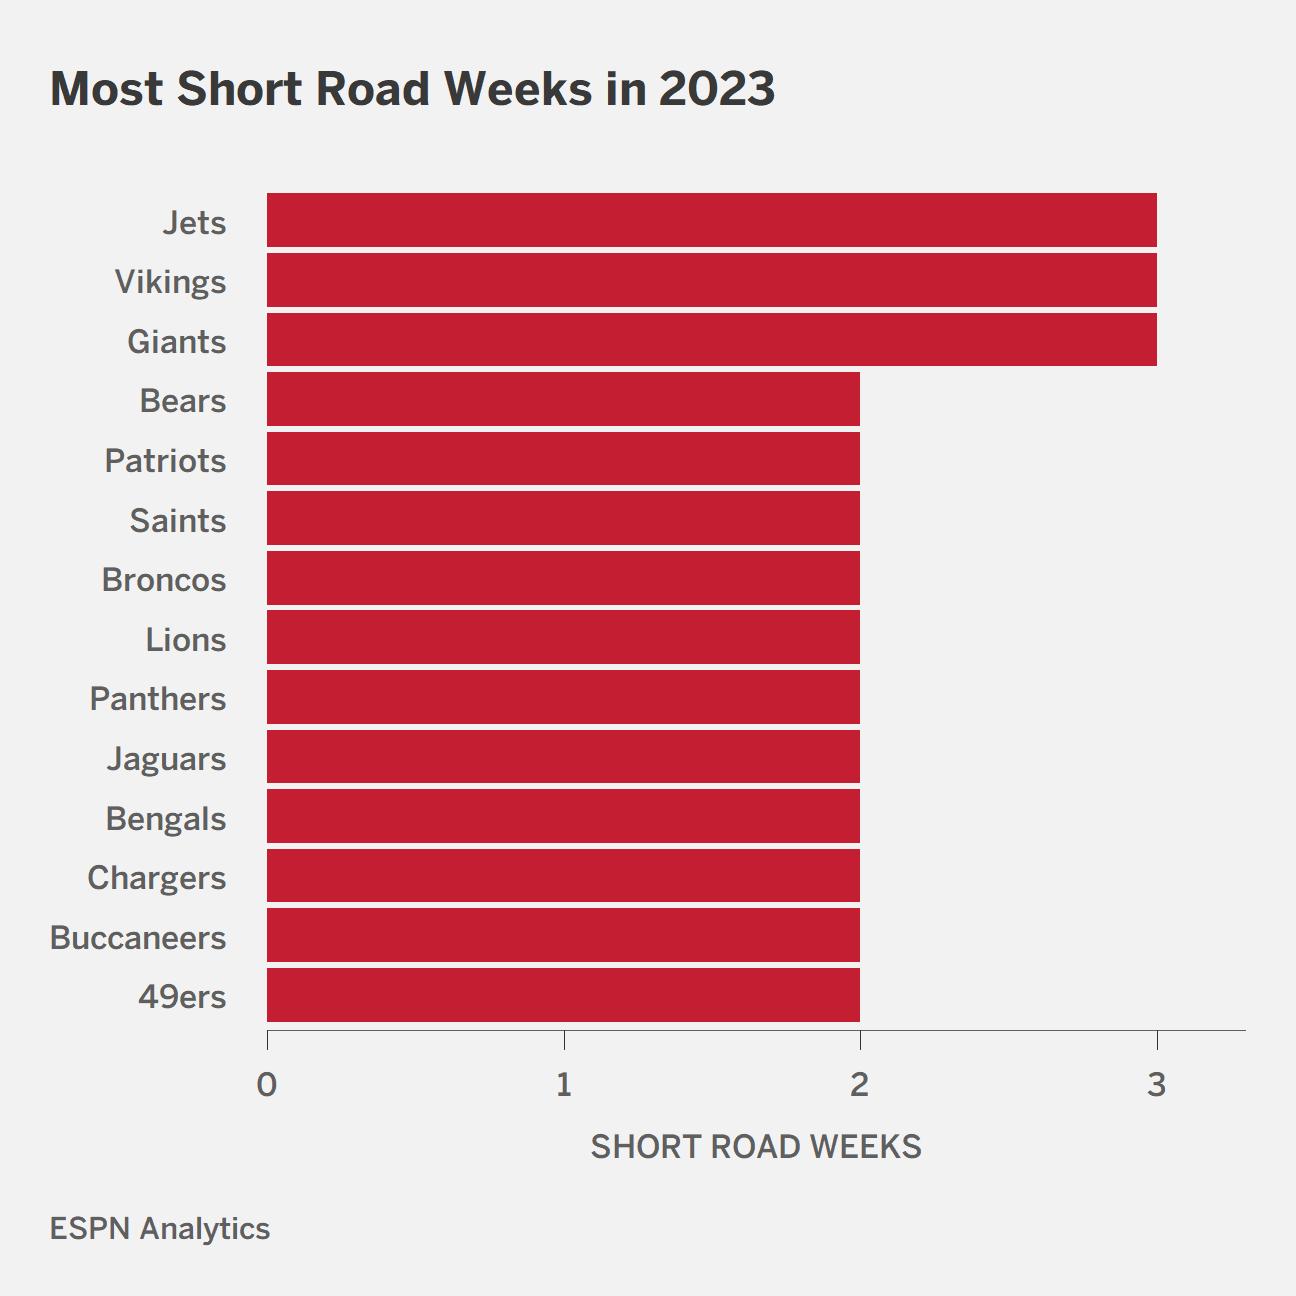 Most Short Road Weeks in 2023
Jets
Vikings
Giants
Bears
Patriots
Saints
Broncos
Lions
Panthers
Jaguars
Bengals
Chargers
Buccaneers
49ers
0 1 2 3
SHORT ROAD WEEKS
ESPN Analytics